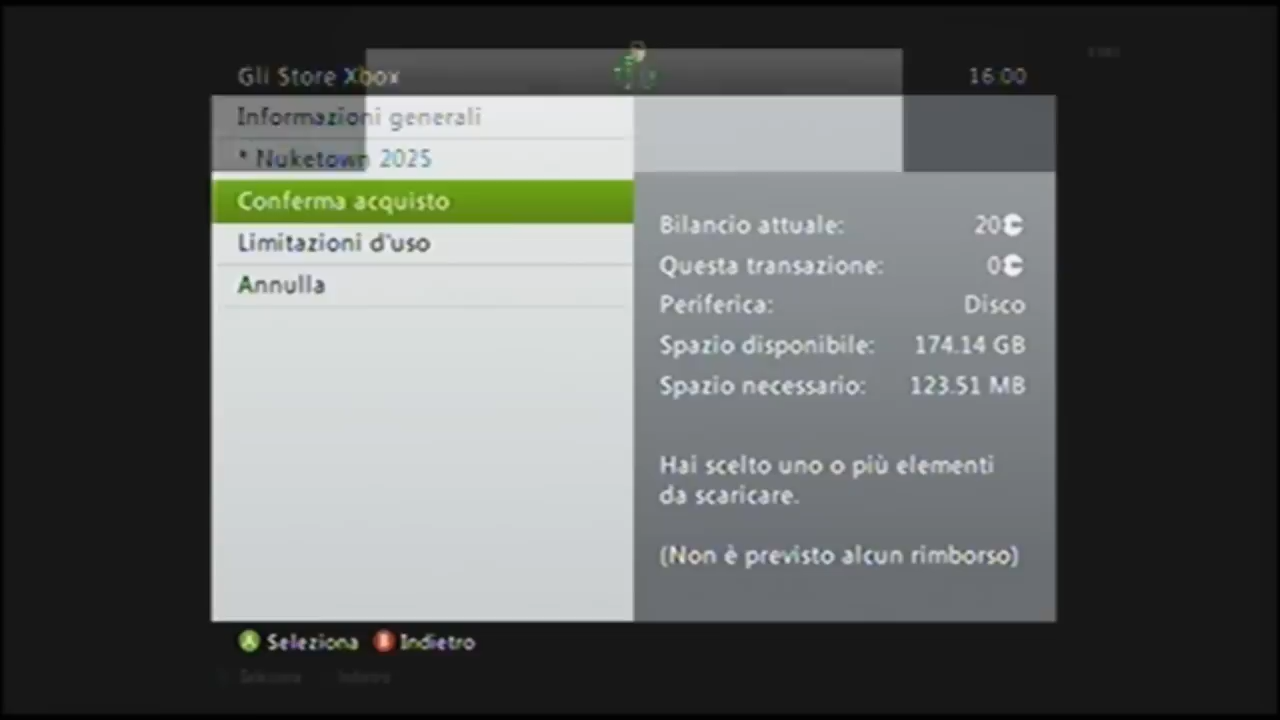 Gli Store Xbox
16:00
Informazioni generali
* Nuketown 2025
Conferma acquisto
Limitazioni d'uso
Annulla
Bilancio attuale: 20
Questa transazione: 0
Periferica: Disco
Spazio disponibile: 174.14 GB
Spazio necessario: 123.51 MB
Hai scelto uno o più elementi
da scaricare.
(Non è previsto alcun rimborso)
A Seleziona B Indietro